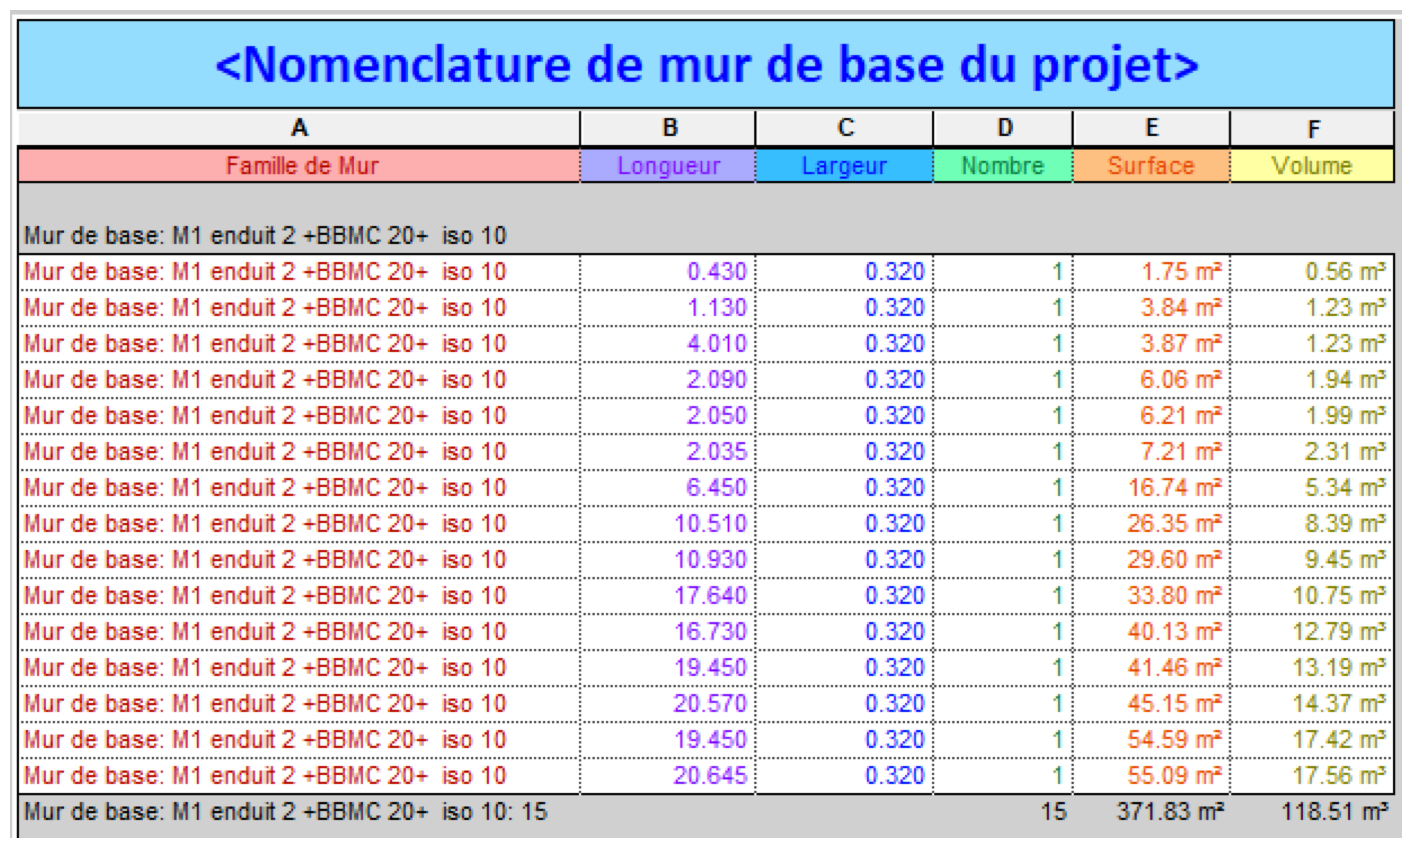 <Nomenclature de mur de base du projet>
A B C D E F
Famille de Mur Longueur Largeur Nombre Surface Volume
Mur de base: M1 enduit 2 +BBMC 20+ iso 10
Mur de base: M1 enduit 2 +BBMC 20+ iso 10 0.430 0.320 1 1.75 m² 0.56 m³
Mur de base: M1 enduit 2 +BBMC 20+ iso 10 1.130 0.320 1 3.84 m² 1.23 m³
Mur de base: M1 enduit 2 +BBMC 20+ iso 10 4.010 0.320 1 3.87 m² 1.23 m³
Mur de base: M1 enduit 2 +BBMC 20+ iso 10 2.090 0.320 1 6.06 m² 1.94 m³
Mur de base: M1 enduit 2 +BBMC 20+ iso 10 2.050 0.320 1 6.21 m² 1.99 m³
Mur de base: M1 enduit 2 +BBMC 20+ iso 10 2.035 0.320 1 7.21 m² 2.31 m³
Mur de base: M1 enduit 2 +BBMC 20+ iso 10 6.450 0.320 1 16.74 m² 5.34 m³
Mur de base: M1 enduit 2 +BBMC 20+ iso 10 10.510 0.320 1 26.35 m² 8.39 m³
Mur de base: M1 enduit 2 +BBMC 20+ iso 10 10.930 0.320 1 29.60 m² 9.45 m³
Mur de base: M1 enduit 2 +BBMC 20+ iso 10 17.640 0.320 1 33.80 m² 10.75 m³
Mur de base: M1 enduit 2 +BBMC 20+ iso 10 16.730 0.320 1 40.13 m² 12.79 m³
Mur de base: M1 enduit 2 +BBMC 20+ iso 10 19.450 0.320 1 41.46 m² 13.19 m³
Mur de base: M1 enduit 2 +BBMC 20+ iso 10 20.570 0.320 1 45.15 m² 14.37 m³
Mur de base: M1 enduit 2 +BBMC 20+ iso 10 19.450 0.320 1 54.59 m² 17.42 m³
Mur de base: M1 enduit 2 +BBMC 20+ iso 10 20.645 0.320 1 55.09 m² 17.56 m³
Mur de base: M1 enduit 2 +BBMC 20+ iso 10: 15 15 371.83 m² 118.51 m³